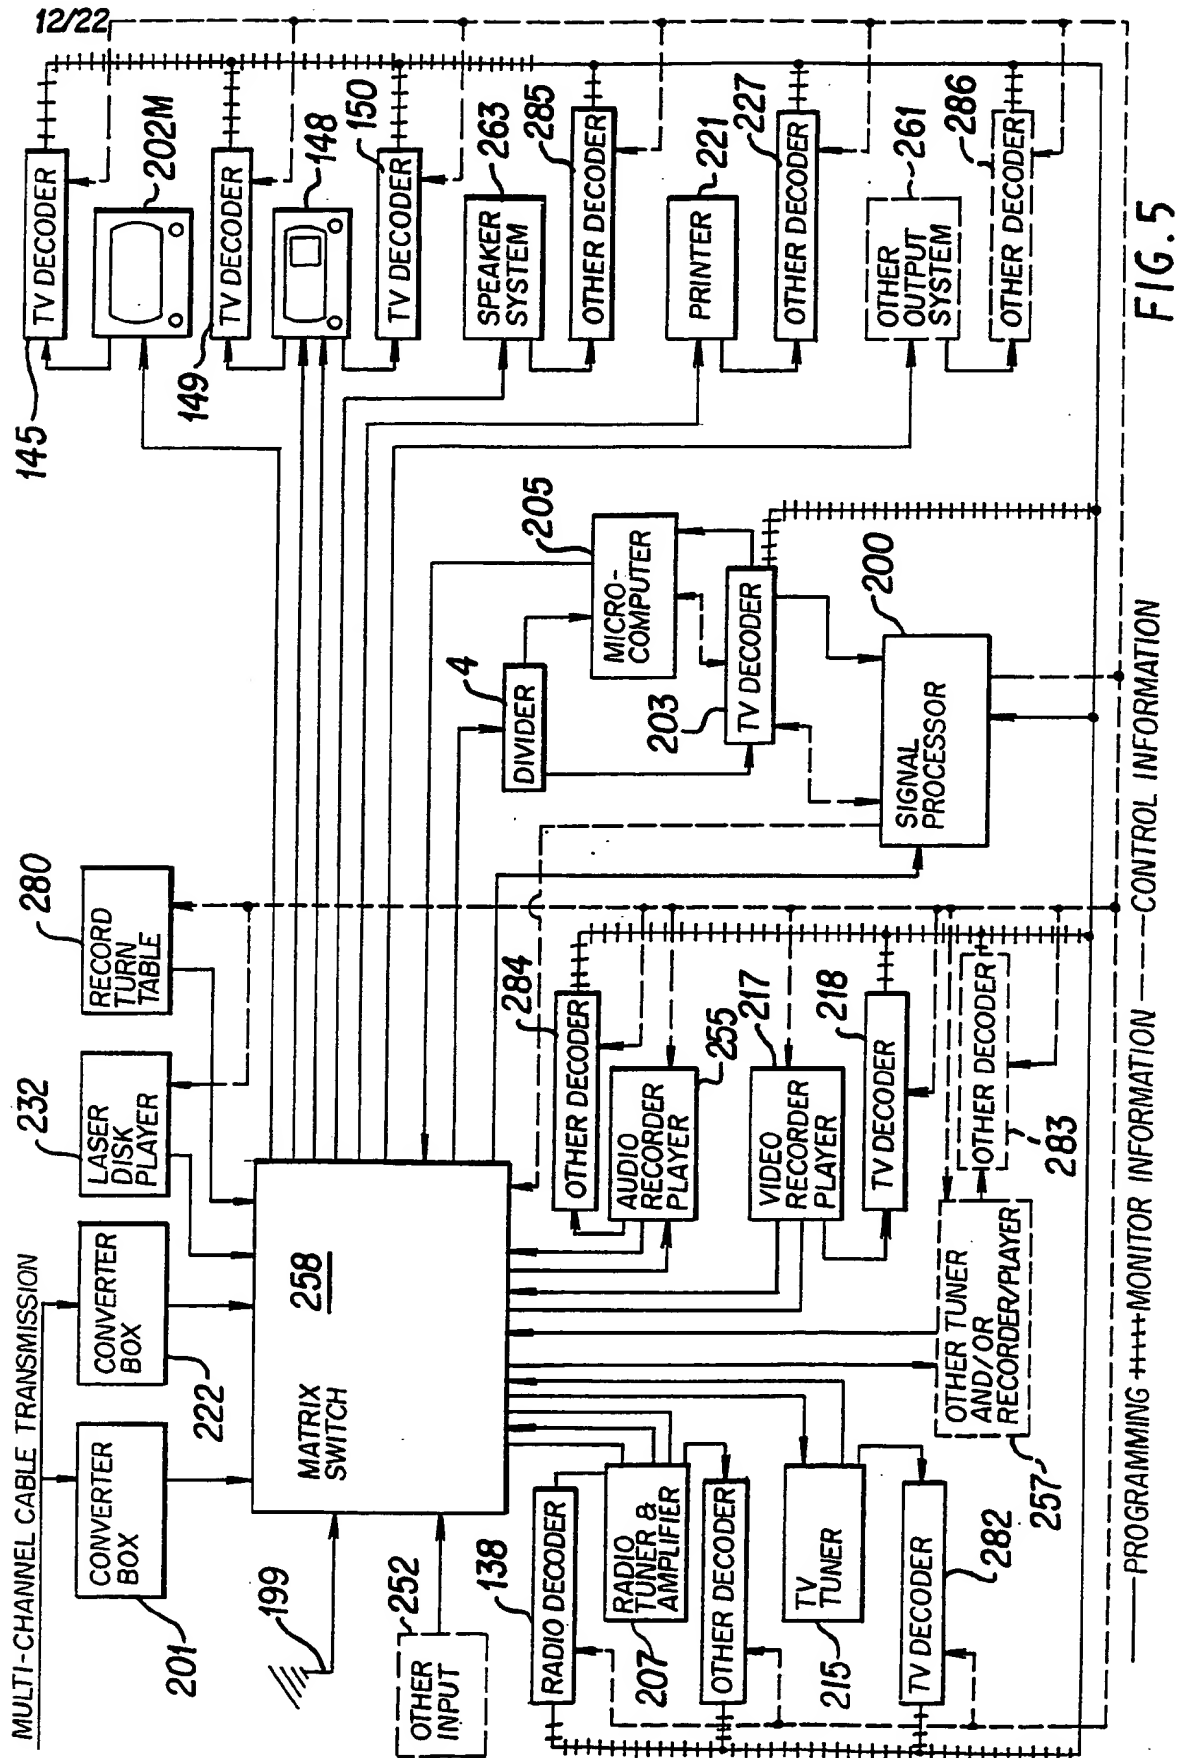 12/22
MULTI-CHANNEL CABLE TRANSMISSION
CONVERTER
BOX
201
CONVERTER
BOX
222
LASER
DISK
PLAYER
232
RECORD
TURN
TABLE
280
199
OTHER
INPUT
252
MATRIX
SWITCH
258
TV DECODER
145
202M
TV DECODER
149
148
TV DECODER
150
SPEAKER
SYSTEM
263
OTHER DECODER
285
PRINTER
221
OTHER DECODER
227
OTHER
OUTPUT
SYSTEM
261
OTHER DECODER
286
DIVIDER
4
MICRO-
COMPUTER
205
TV DECODER
203
SIGNAL
PROCESSOR
200
RADIO DECODER
138
RADIO
TUNER &
AMPLIFIER
207
OTHER DECODER
TV
TUNER
215
TV DECODER
282
OTHER DECODER
284
AUDIO
RECORDER
PLAYER
255
VIDEO
RECORDER
PLAYER
217
TV DECODER
218
OTHER TUNER
AND/OR
RECORDER/PLAYER
257
OTHER DECODER
283
PROGRAMMING
MONITOR INFORMATION
CONTROL INFORMATION
FIG. 5